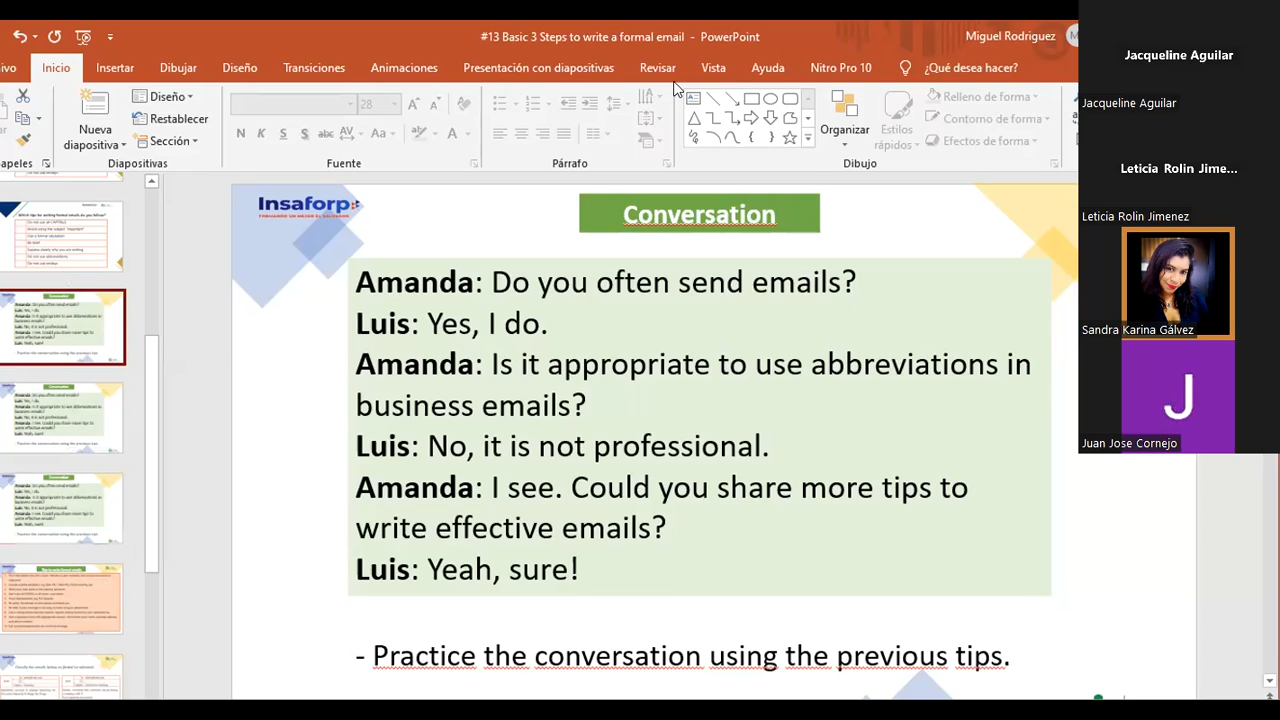 #13 Basic 3 Steps to write a formal email - PowerPoint
Miguel Rodriguez
ivo Inicio Insertar Dibujar Diseño Transiciones Animaciones Presentación con diapositivas Revisar Vista Ayuda Nitro Pro 10 ¿Qué desea hacer?
Nueva diapositiva
Diseño
Restablecer
Sección
28
N K S S abc AV Aa A
Organizar
Estilos rápidos
Relleno de forma
Contorno de forma
Efectos de forma
apeles Diapositivas Fuente Párrafo Dibujo
Insaforp
Conversation
Amanda: Do you often send emails?
Luis: Yes, I do.
Amanda: Is it appropriate to use abbreviations in
business emails?
Luis: No, it is not professional.
Amanda: I see. Could you share more tips to
write effective emails?
Luis: Yeah, sure!
- Practice the conversation using the previous tips.
Jacqueline Aguilar
Jacqueline Aguilar
Leticia Rolin Jime...
Leticia Rolin Jimenez
Sandra Karina Gálvez
J
Juan Jose Cornejo